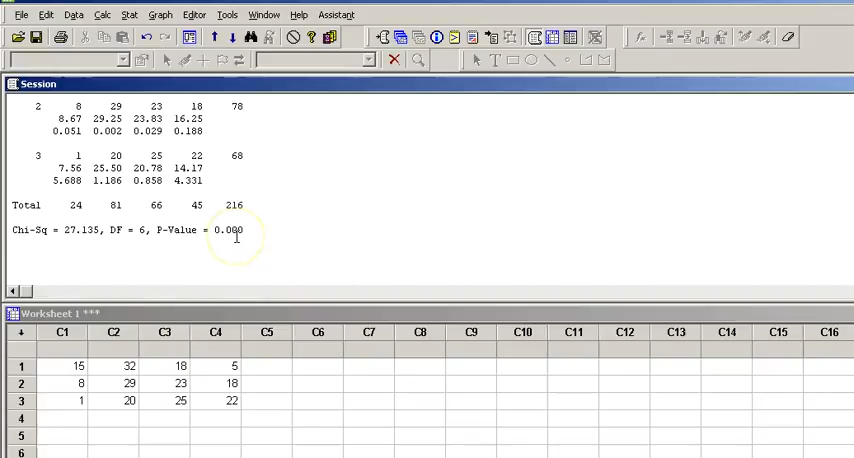 File Edit Data Calc Stat Graph Editor Tools Window Help Assistant
Session
2 8 29 23 18 78
8.67 29.25 23.83 16.25
0.051 0.002 0.029 0.188
3 1 20 25 22 68
7.56 25.50 20.78 14.17
5.688 1.186 0.858 4.331
Total 24 81 66 45 216
Chi-Sq = 27.135, DF = 6, P-Value = 0.000
Worksheet 1 ***
C1 C2 C3 C4 C5 C6 C7 C8 C9 C10 C11 C12 C13 C14 C15 C16
1 15 32 18 5
2 8 29 23 18
3 1 20 25 22
4
5
6